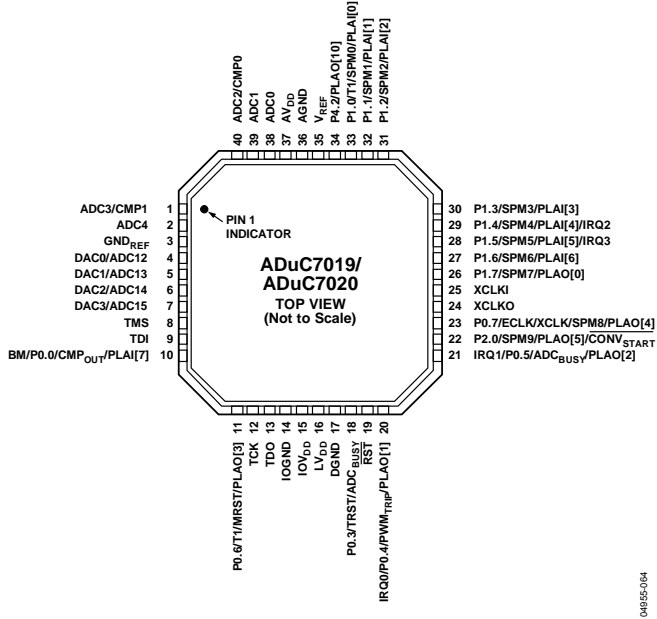 40 ADC2/CMP0
39 ADC1
38 ADC0
37 AVDD
36 AGND
35 VREF
34 P4.2/PLAO[10]
33 P1.0/T1/SPM0/PLAI[0]
32 P1.1/SPM1/PLAI[1]
31 P1.2/SPM2/PLAI[2]
ADC3/CMP1 1
ADC4 2
GNDREF 3
DAC0/ADC12 4
DAC1/ADC13 5
DAC2/ADC14 6
DAC3/ADC15 7
TMS 8
TDI 9
BM/P0.0/CMPOUT/PLAI[7] 10
PIN 1
INDICATOR
ADuC7019/
ADuC7020
TOP VIEW
(Not to Scale)
30 P1.3/SPM3/PLAI[3]
29 P1.4/SPM4/PLAI[4]/IRQ2
28 P1.5/SPM5/PLAI[5]/IRQ3
27 P1.6/SPM6/PLAI[6]
26 P1.7/SPM7/PLAO[0]
25 XCLKI
24 XCLKO
23 P0.7/ECLK/XCLK/SPM8/PLAO[4]
22 P2.0/SPM9/PLAO[5]/CONVSTART
21 IRQ1/P0.5/ADCBUSY/PLAO[2]
P0.6/T1/MRST/PLAO[3] 11
TCK 12
TDO 13
IOGND 14
IOVDD 15
LVDD 16
DGND 17
P0.3/TRST/ADCBUSY 18
RST 19
IRQ0/P0.4/PWMTRIP/PLAO[1] 20
04955-064